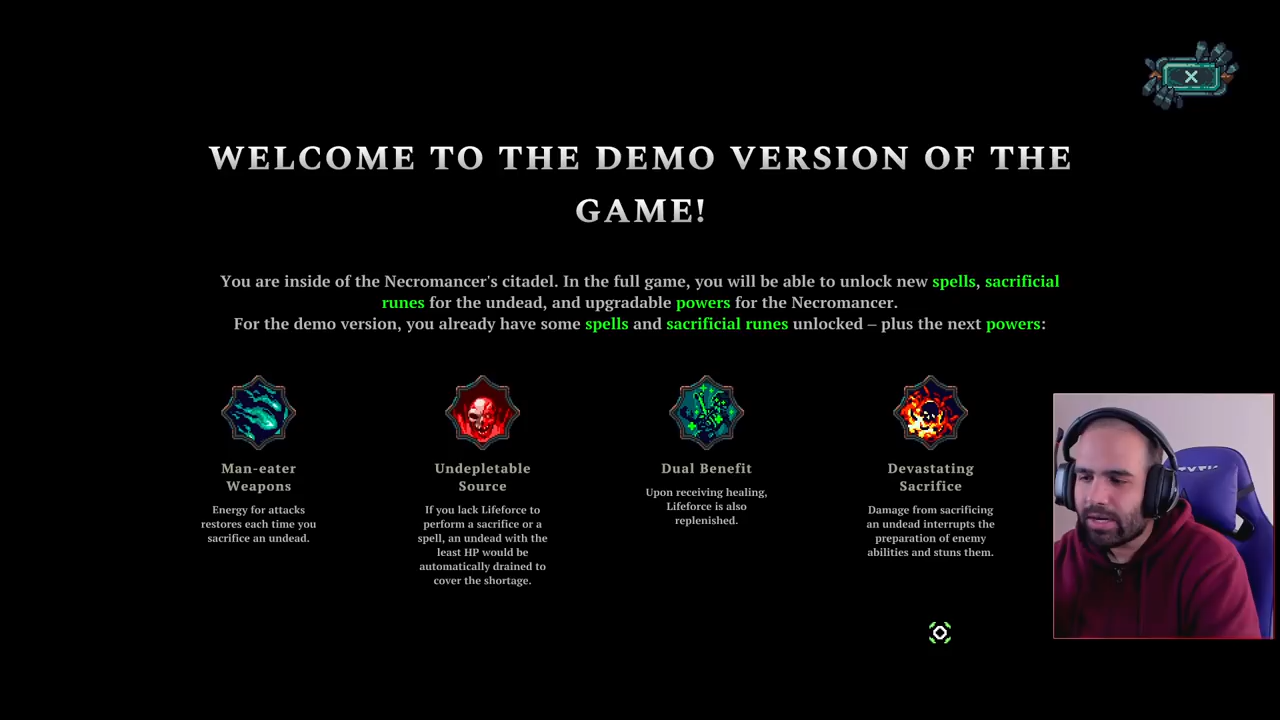 X
WELCOME TO THE DEMO VERSION OF THE
GAME!
You are inside of the Necromancer's citadel. In the full game, you will be able to unlock new spells, sacrificial
runes for the undead, and upgradable powers for the Necromancer.
For the demo version, you already have some spells and sacrificial runes unlocked – plus the next powers:
Man-eater
Weapons
Energy for attacks
restores each time you
sacrifice an undead.
Undepletable
Source
If you lack Lifeforce to
perform a sacrifice or a
spell, an undead with the
least HP would be
automatically drained to
cover the shortage.
Dual Benefit
Upon receiving healing,
Lifeforce is also
replenished.
Devastating
Sacrifice
Damage from sacrificing
an undead interrupts the
preparation of enemy
abilities and stuns them.